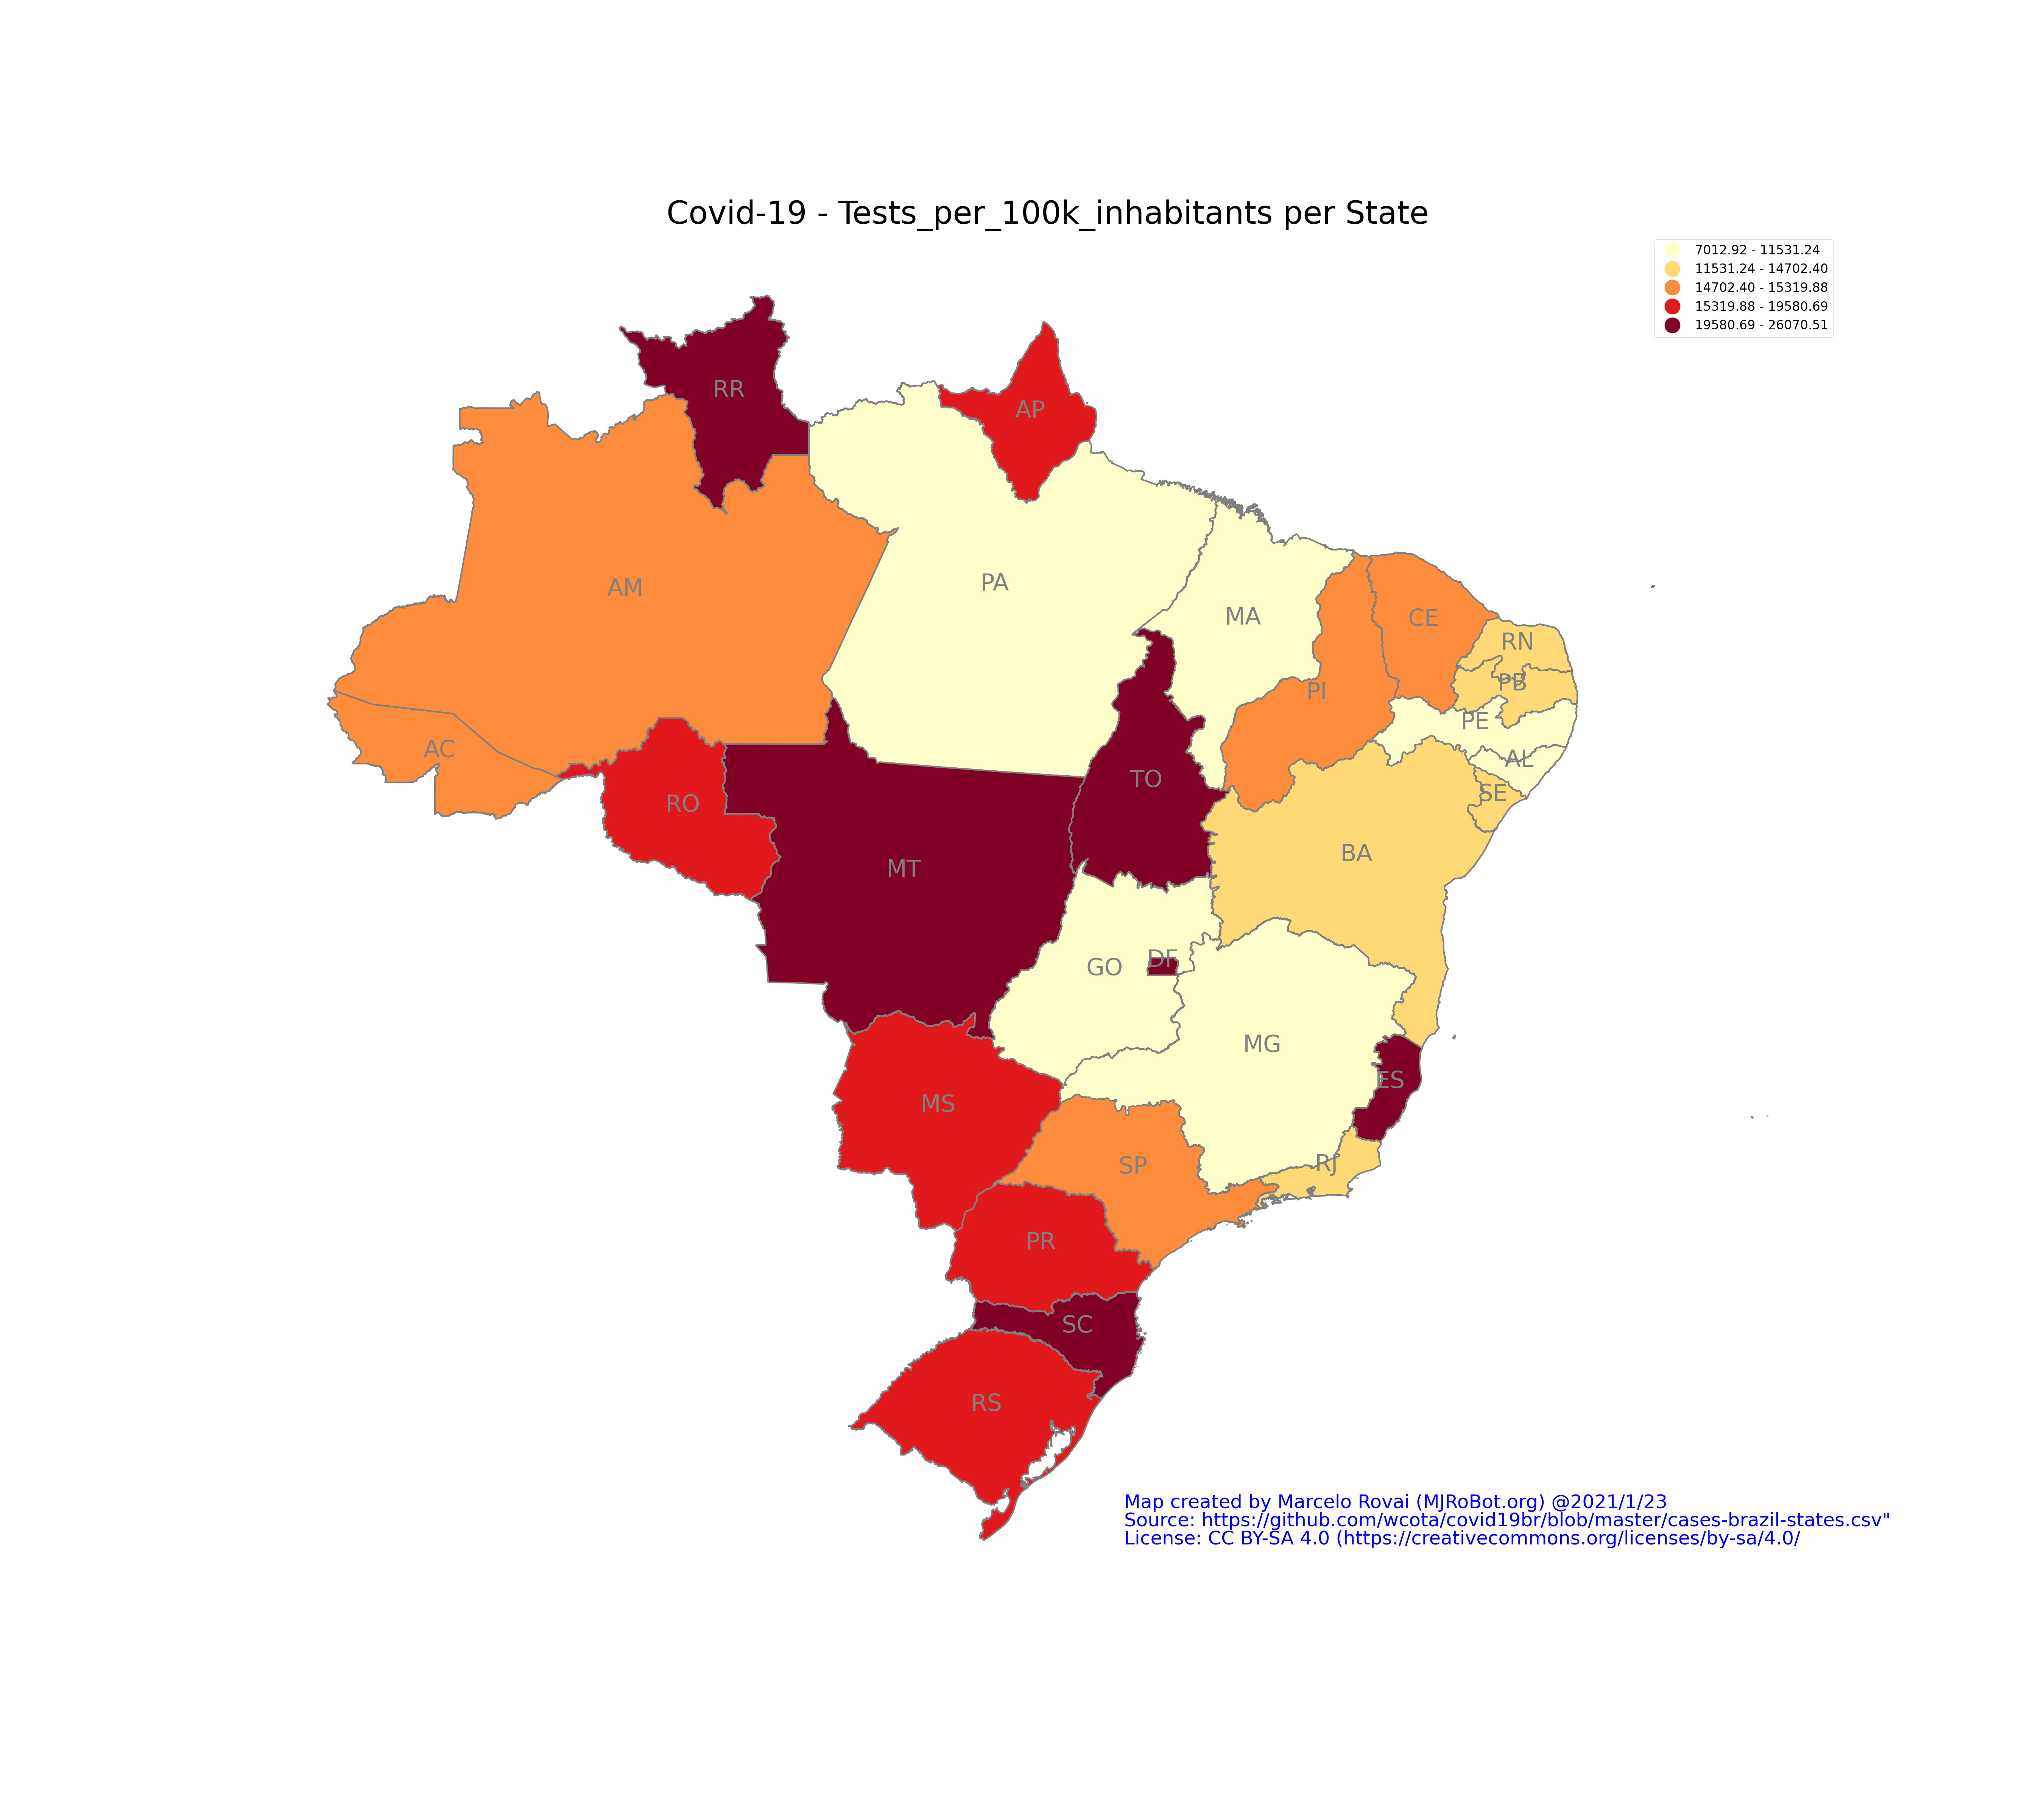 Covid-19 - Tests_per_100k_inhabitants per State
7012.92 - 11531.24
11531.24 - 14702.40
14702.40 - 15319.88
15319.88 - 19580.69
19580.69 - 26070.51
RR
AP
AM
PA
MA
CE
RN
PB
PI
PE
AC
AL
TO
SE
RO
BA
MT
DF
GO
MG
ES
MS
RJ
SP
PR
SC
RS
Map created by Marcelo Rovai (MJRoBot.org) @2021/1/23
Source: https://github.com/wcota/covid19br/blob/master/cases-brazil-states.csv"
License: CC BY-SA 4.0 (https://creativecommons.org/licenses/by-sa/4.0/